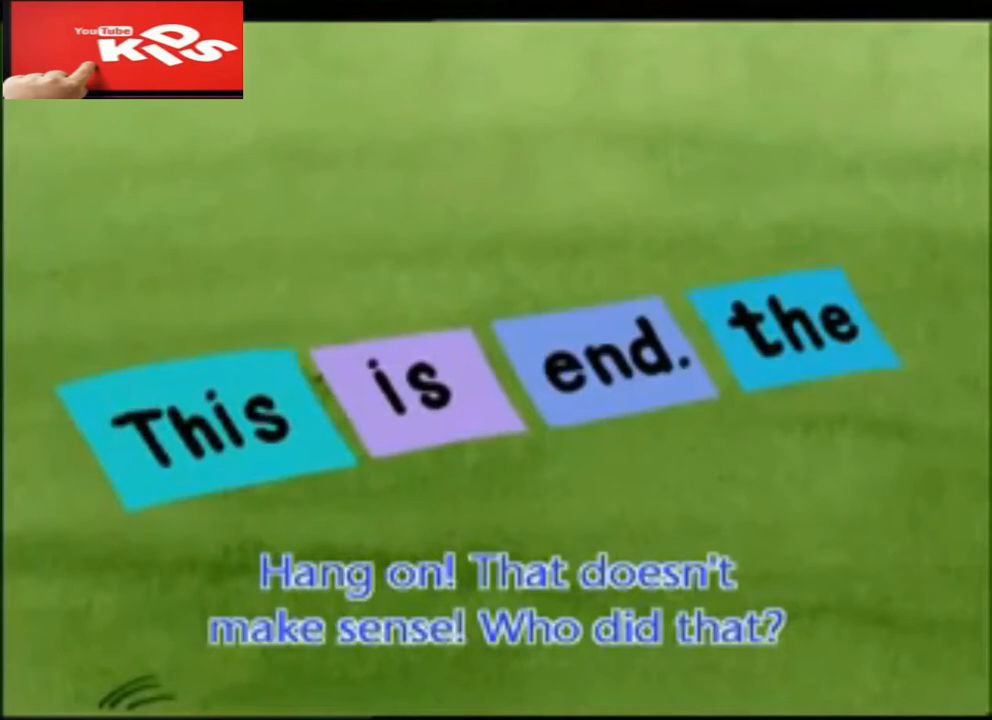 YouTube
KIDS
This is end. the
Hang on! That doesn't
make sense! Who did that?